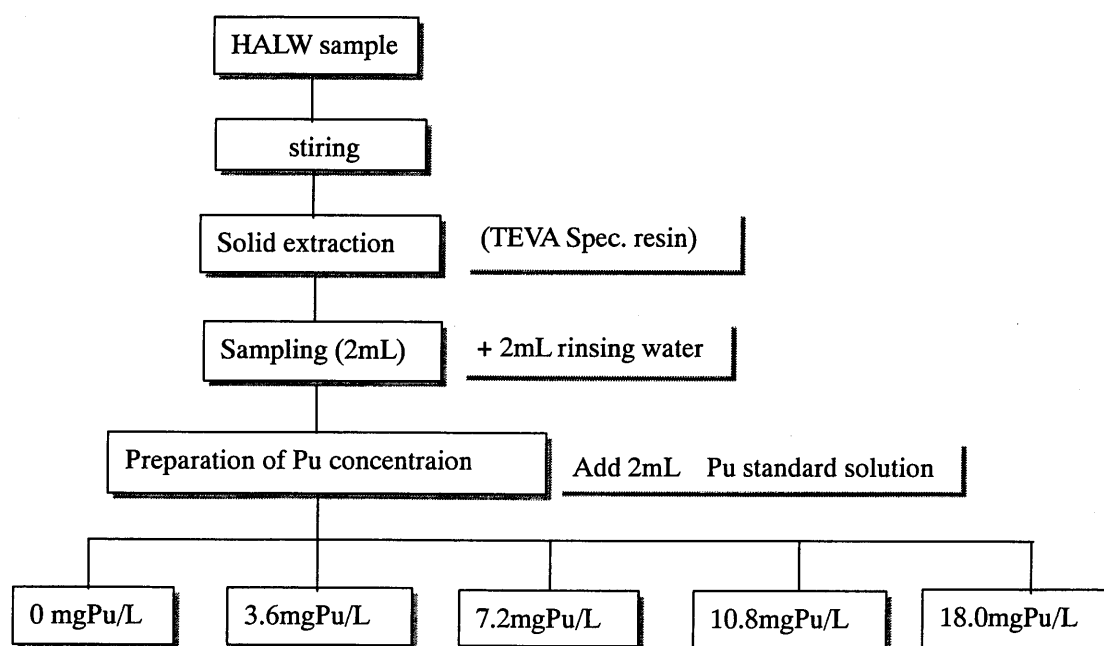 HALW sample
stiring
Solid extraction
(TEVA Spec. resin)
Sampling (2mL)
+ 2mL rinsing water
Preparation of Pu concentraion
Add 2mL Pu standard solution
0 mgPu/L
3.6mgPu/L
7.2mgPu/L
10.8mgPu/L
18.0mgPu/L